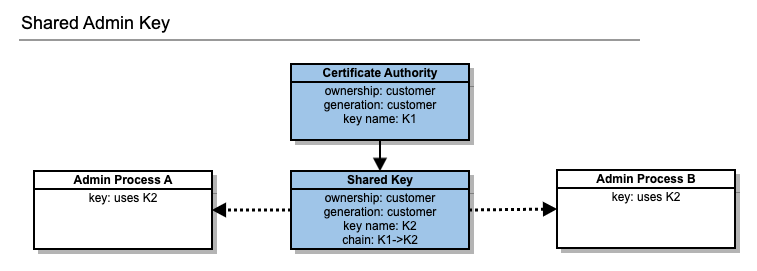 Shared Admin Key
Certificate Authority
ownership: customer
generation: customer
key name: K1
Admin Process A
key: uses K2
Shared Key
ownership: customer
generation: customer
key name: K2
chain: K1->K2
Admin Process B
key: uses K2